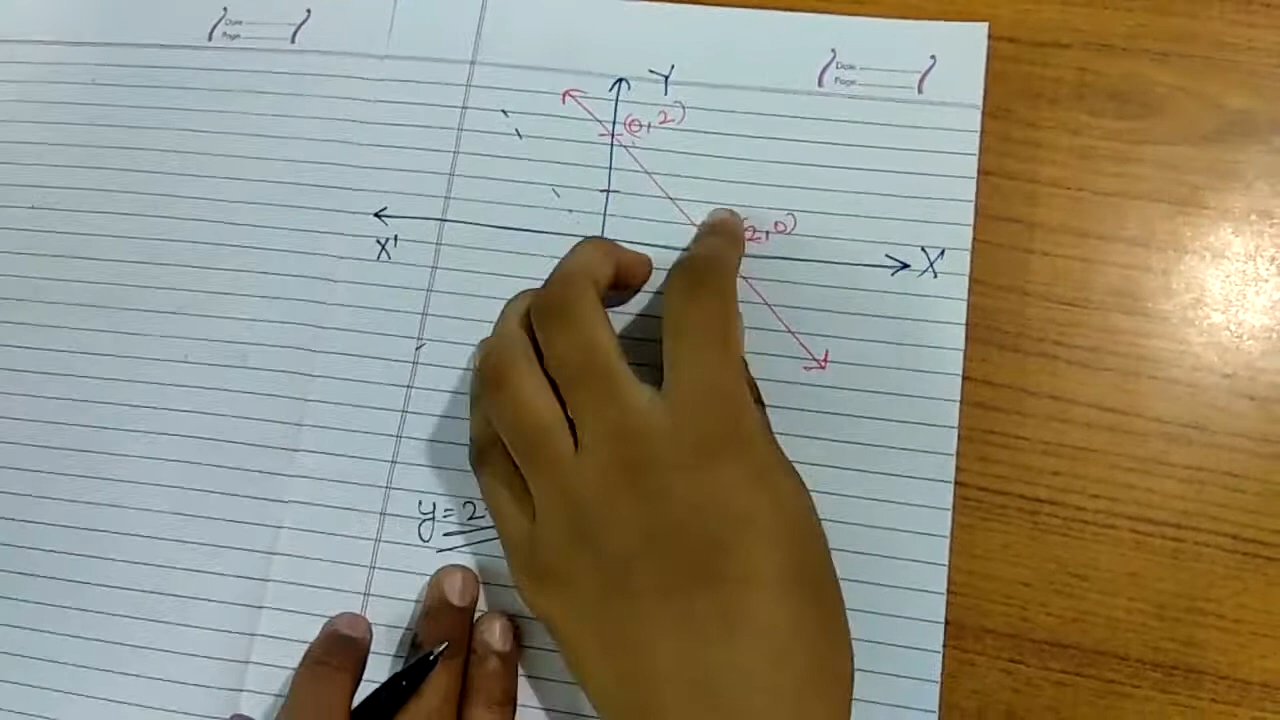 Date
Page
Date
Page
Y
(0,2)
(2,0)
X'
X
y=2